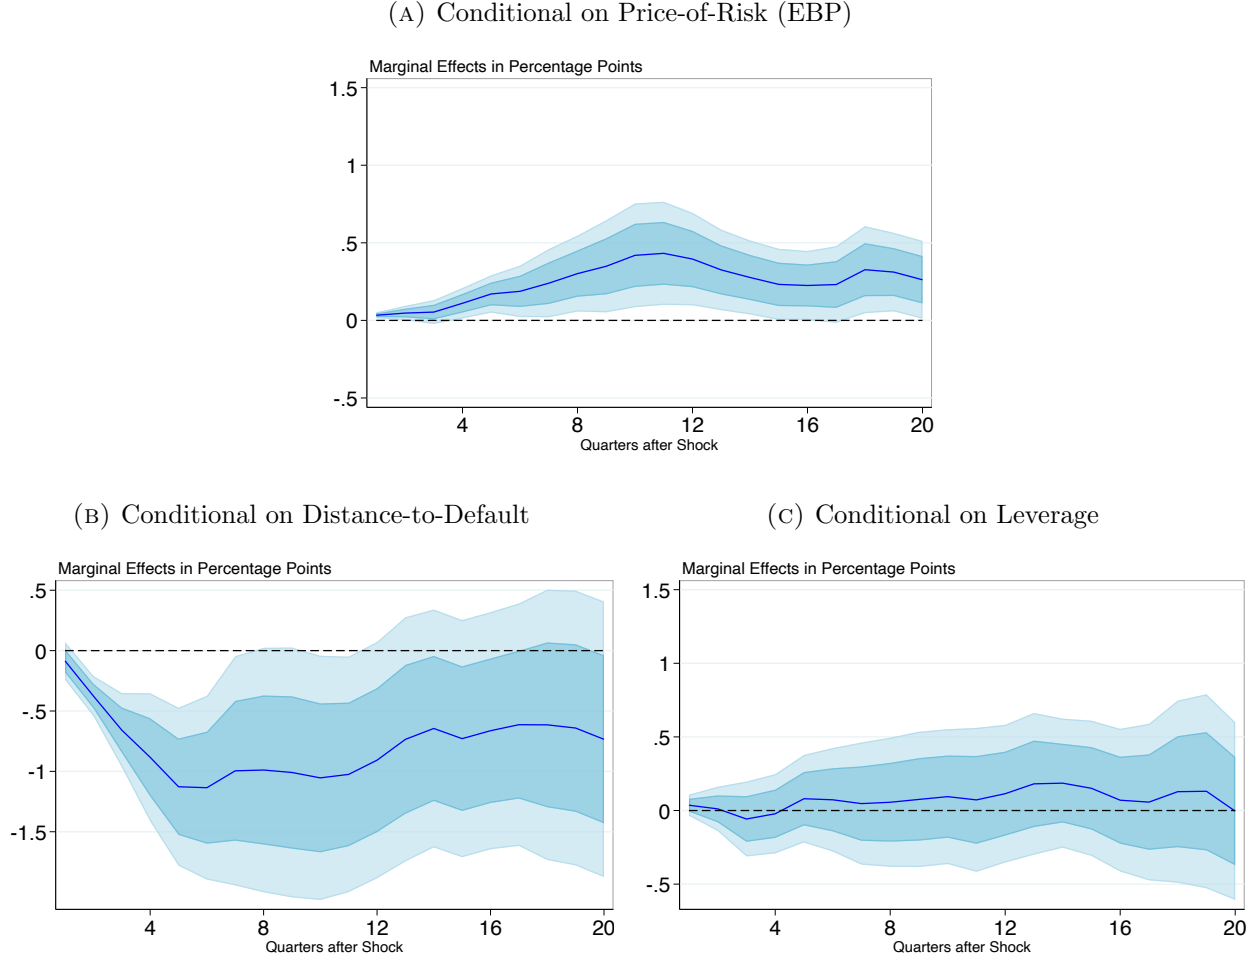 (A) Conditional on Price-of-Risk (EBP)
Marginal Effects in Percentage Points
1.5
1
.5
0
-.5
4 8 12 16 20
Quarters after Shock
(B) Conditional on Distance-to-Default
Marginal Effects in Percentage Points
.5
0
-.5
-1
-1.5
4 8 12 16 20
Quarters after Shock
(C) Conditional on Leverage
Marginal Effects in Percentage Points
1.5
1
.5
0
-.5
4 8 12 16 20
Quarters after Shock